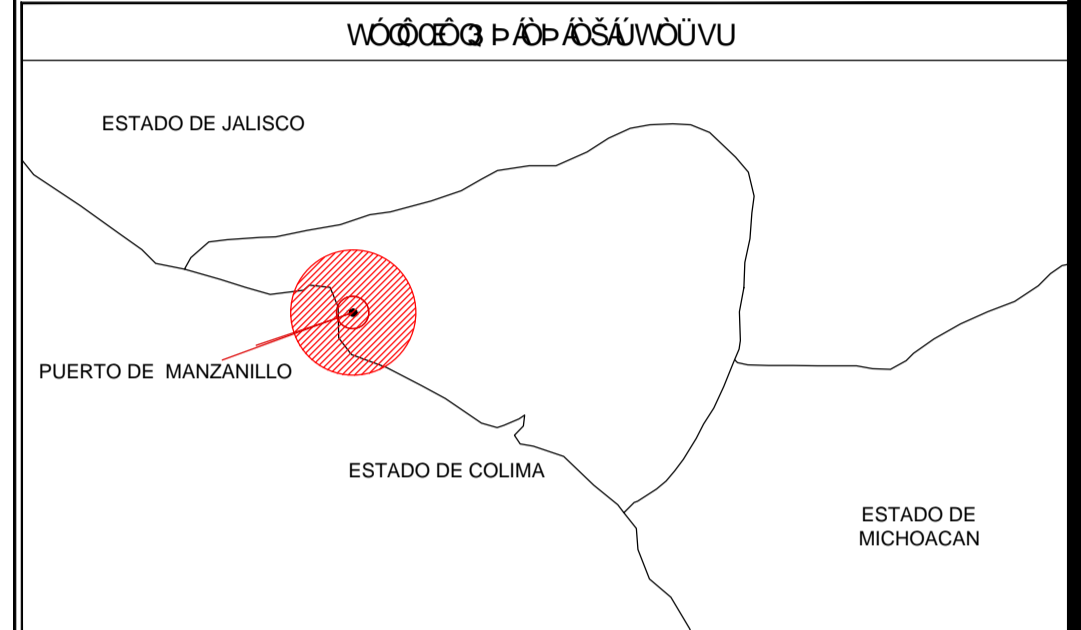 ESTADO DE JALISCO
PUERTO DE MANZANILLO
ESTADO DE COLIMA
ESTADO DE
MICHOACAN